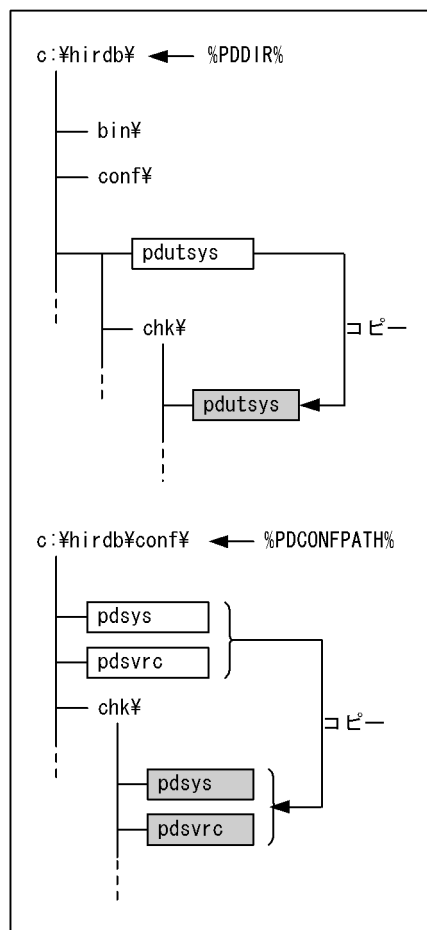 c:¥hirdb¥ %PDDIR%
bin¥
conf¥
pdutsys
chk¥
コピー
pdutsys
c:¥hirdb¥conf¥ %PDCONFPATH%
pdsys
pdsvrc
chk¥
コピー
pdsys
pdsvrc